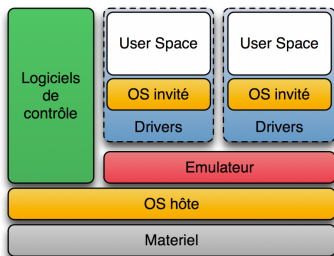 Logiciels
de
contrôle
User Space
OS invité
Drivers
User Space
OS invité
Drivers
Emulateur
OS hôte
Materiel